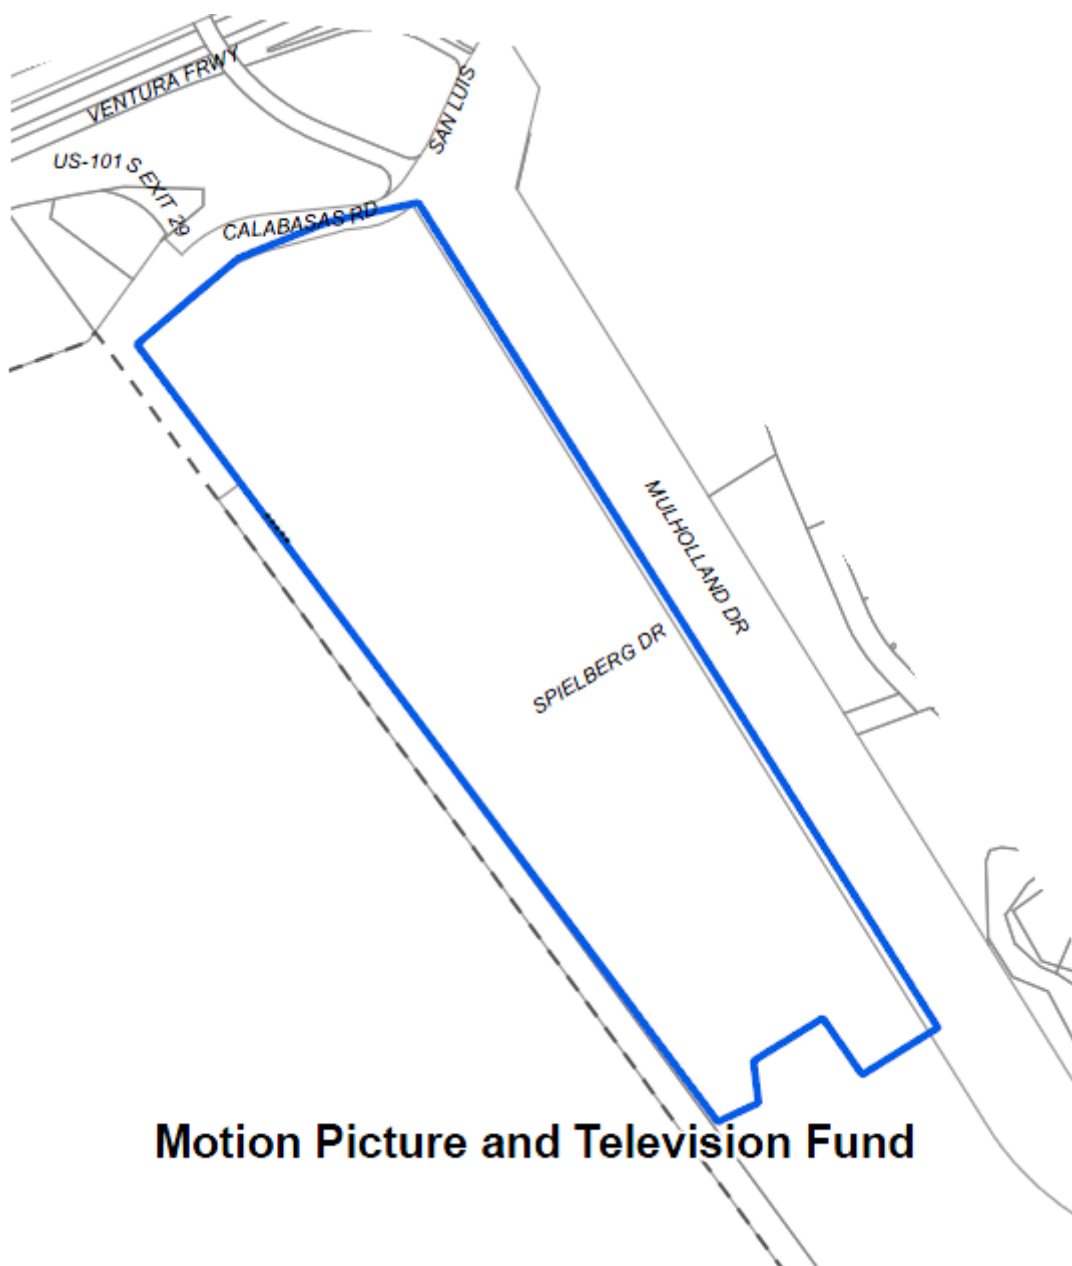 VENTURA FRWY
SAN LUIS
US-101 S EXIT 29
CALABASAS RD
MULHOLLAND DR
SPIELBERG DR
Motion Picture and Television Fund